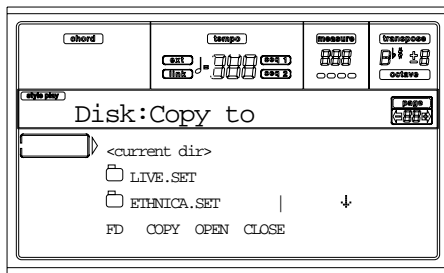 chord tempo measure transpose
ext seq 1
link seq 2
octave
style play page
Disk:Copy to
<current dir>
LIVE.SET
ETHNICA.SET
FD COPY OPEN CLOSE